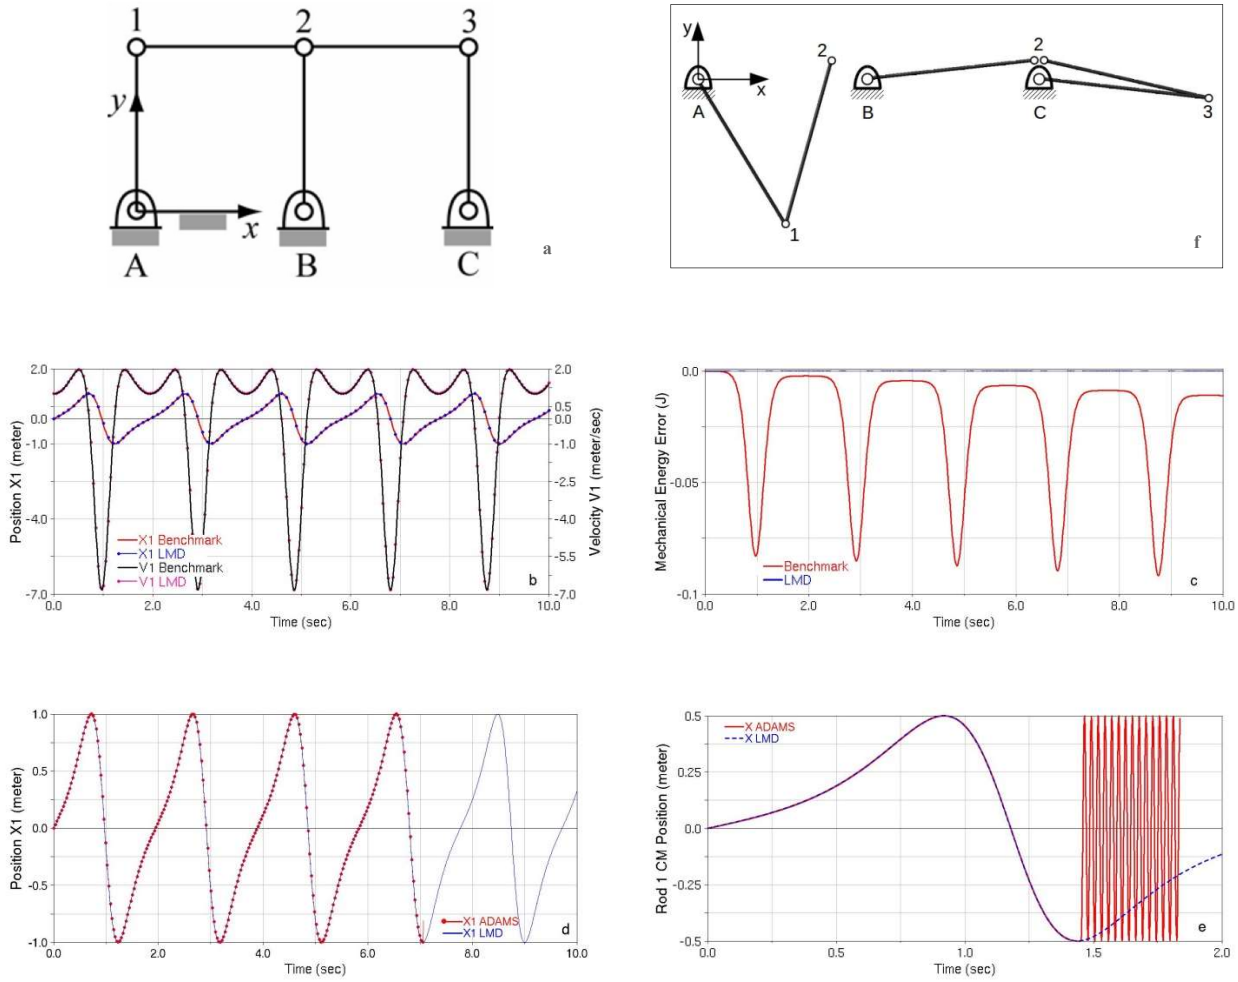 1 2 3
y
x
A B C
a
y
2 2
x
A B C
3
1
f
2.0 2.0
0.5
0.0 0.0
-1.0 -1.0
-2.5
-4.0 -4.0
-5.5
-7.0 -7.0
Position X1 (meter)
Velocity V1 (meter/sec)
X1 Benchmark
X1 LMD
V1 Benchmark
V1 LMD
b
0.0 2.0 4.0 6.0 8.0 10.0
Time (sec)
0.0
-0.05
-0.1
Mechanical Energy Error (J)
Benchmark
LMD
c
0.0 2.0 4.0 6.0 8.0 10.0
Time (sec)
1.0
0.5
0.0
-0.5
-1.0
Position X1 (meter)
X1 ADAMS
X1 LMD
d
0.0 2.0 4.0 6.0 8.0 10.0
Time (sec)
0.5
0.25
0.0
-0.25
-0.5
Rod 1 CM Position (meter)
X ADAMS
X LMD
e
0.0 0.5 1.0 1.5 2.0
Time (sec)